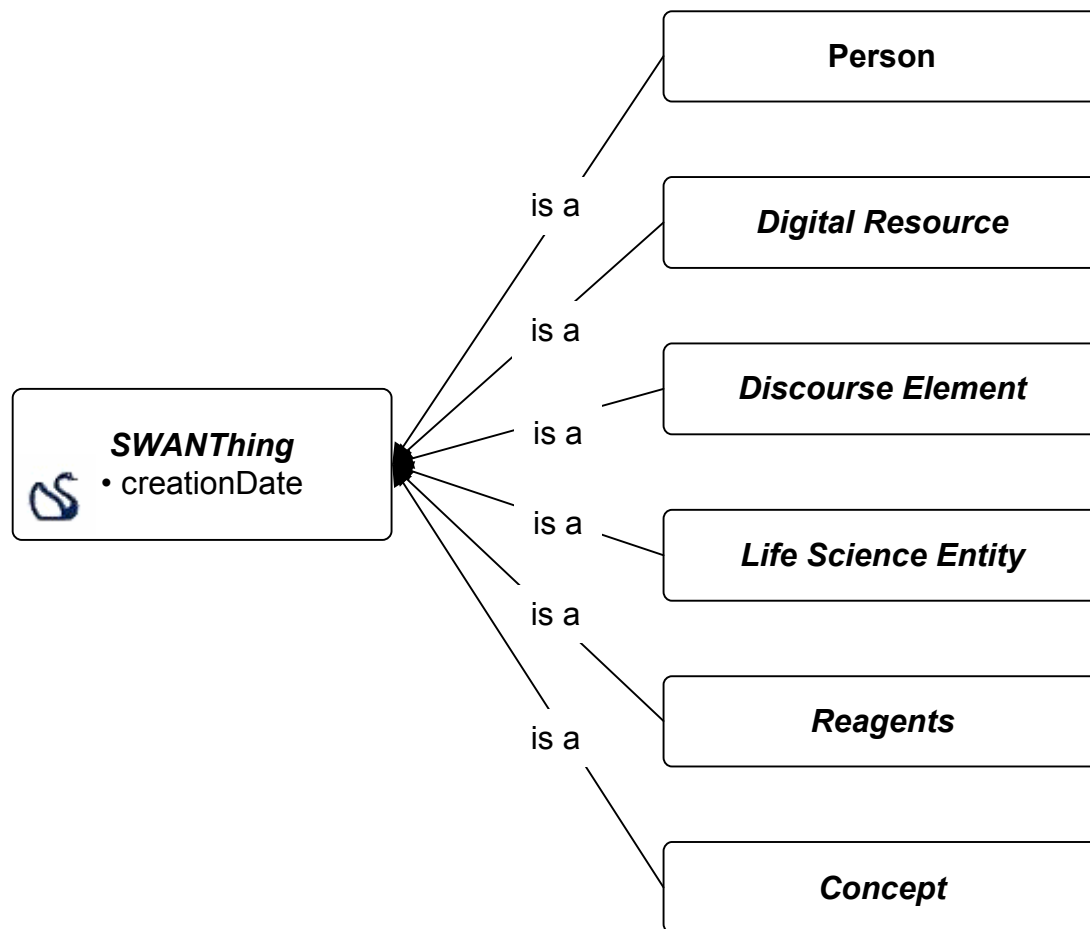 Person
is a
Digital Resource
is a
Discourse Element
is a
SWANThing
• creationDate
is a
Life Science Entity
is a
Reagents
is a
Concept